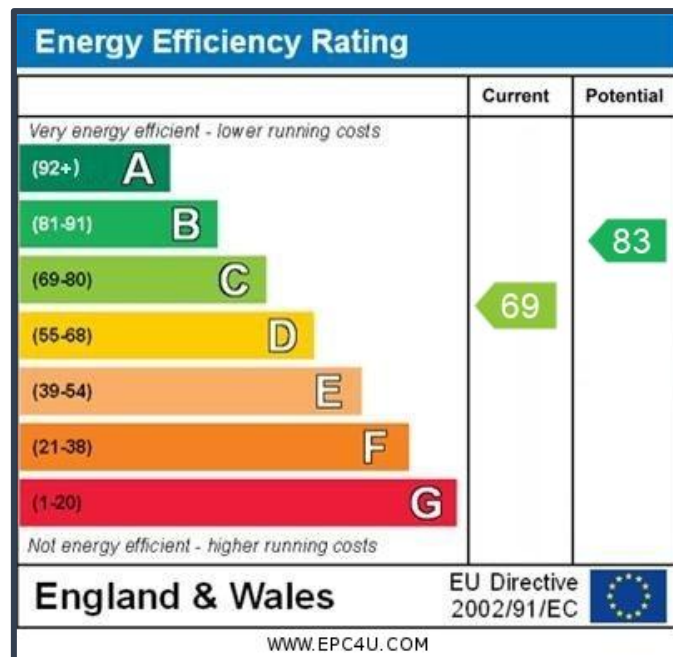 Energy Efficiency Rating
Current Potential
Very energy efficient - lower running costs
(92+) A
(81-91) B
83
(69-80) C
69
(55-68) D
(39-54) E
(21-38) F
(1-20) G
Not energy efficient - higher running costs
England & Wales
EU Directive
2002/91/EC
WWW.EPC4U.COM